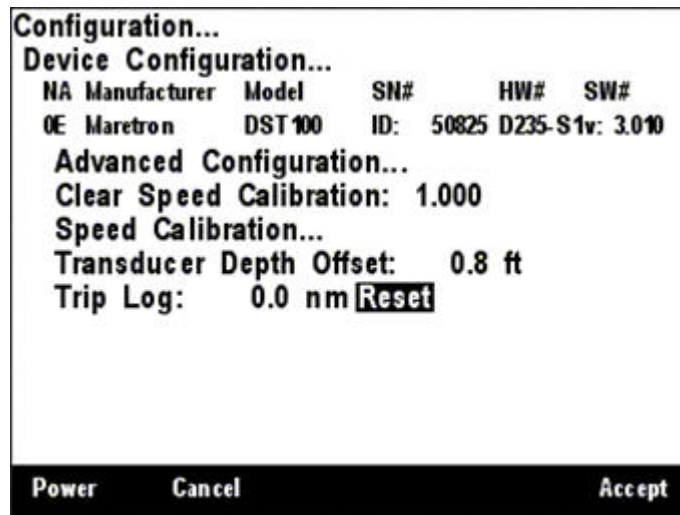 Configuration...
Device Configuration...
NA Manufacturer Model SN# HW# SW#
0E Maretron DST100 ID: 50825 D235-S1v: 3.010
Advanced Configuration...
Clear Speed Calibration: 1.000
Speed Calibration...
Transducer Depth Offset: 0.8 ft
Trip Log: 0.0 nm Reset
Power Cancel Accept